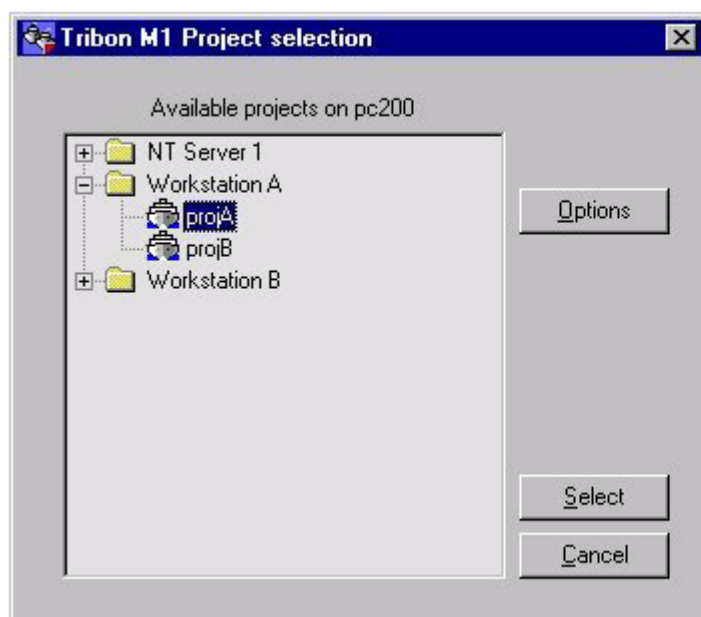 Tribon M1 Project selection
Available projects on pc200
NT Server 1
Workstation A
projA
projB
Workstation B
Options
Select
Cancel